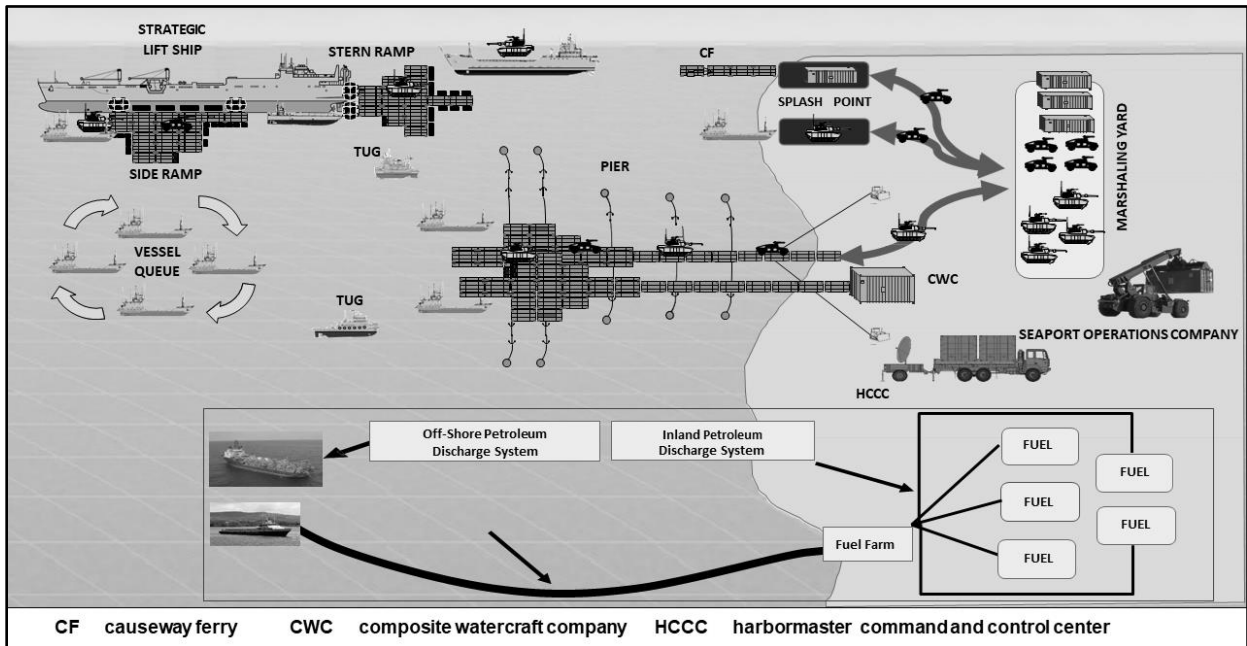 STRATEGIC
LIFT SHIP
STERN RAMP
CF
SPLASH POINT
TUG
PIER
SIDE RAMP
MARSHALING YARD
VESSEL
QUEUE
CWC
TUG
SEAPORT OPERATIONS COMPANY
HCCC
Off-Shore Petroleum
Discharge System
Inland Petroleum
Discharge System
FUEL
FUEL
FUEL
FUEL
Fuel Farm
FUEL
CF causeway ferry CWC composite watercraft company HCCC harbormaster command and control center